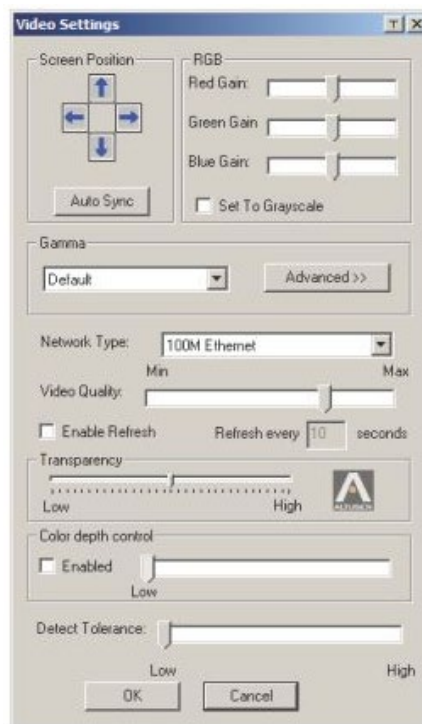 Video Settings
T X
Screen Position
Auto Sync
RGB
Red Gain:
Green Gain
Blue Gain:
Set To Grayscale
Gamma
Default
Advanced >>
Network Type:
100M Ethernet
Min Max
Video Quality:
Enable Refresh Refresh every 10 seconds
Transparency
Low High
ALTUSEN
Color depth control
Enabled
Low
Detect Tolerance:
Low High
OK Cancel